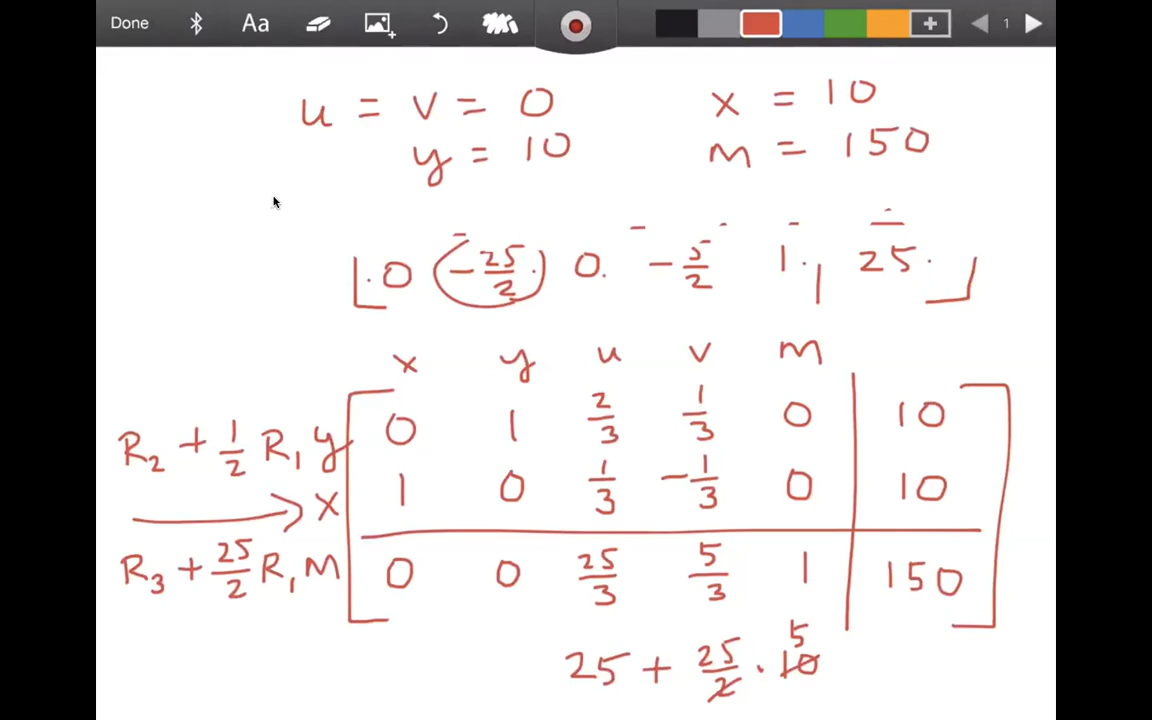 Done Aa 1
u = v = 0 x = 10
y = 10 m = 150
[ 0 (-25/2) 0 -5/2 1 | 25 ]
x y u v m
R₂ + 1/2 R₁ y [ 0 1 2/3 1/3 0 | 10 ]
→ x [ 1 0 1/3 -1/3 0 | 10 ]
R₃ + 25/2 R₁ M [ 0 0 25/3 5/3 1 | 150 ]
5
25 + 25/2 · 10